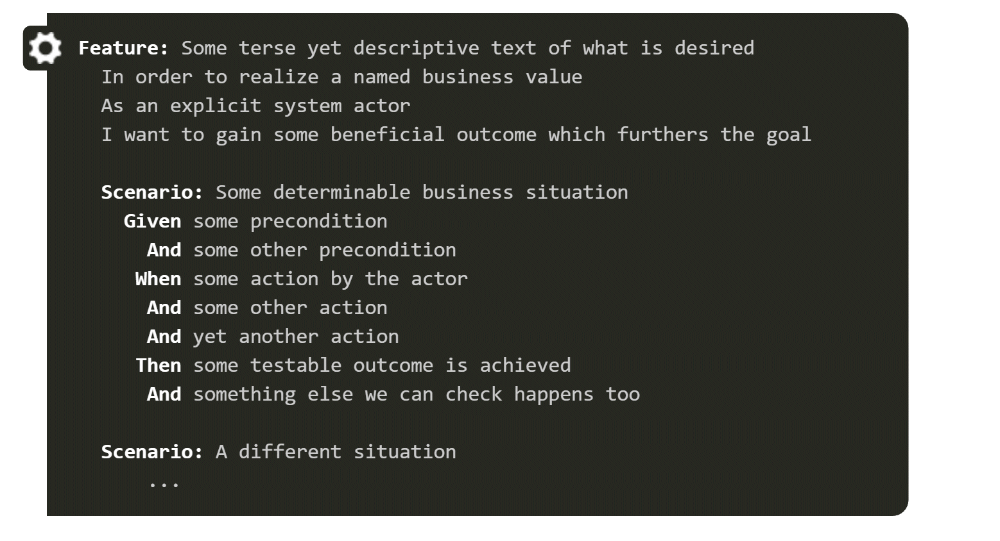 Feature: Some terse yet descriptive text of what is desired
In order to realize a named business value
As an explicit system actor
I want to gain some beneficial outcome which furthers the goal
Scenario: Some determinable business situation
Given some precondition
And some other precondition
When some action by the actor
And some other action
And yet another action
Then some testable outcome is achieved
And something else we can check happens too
Scenario: A different situation
...